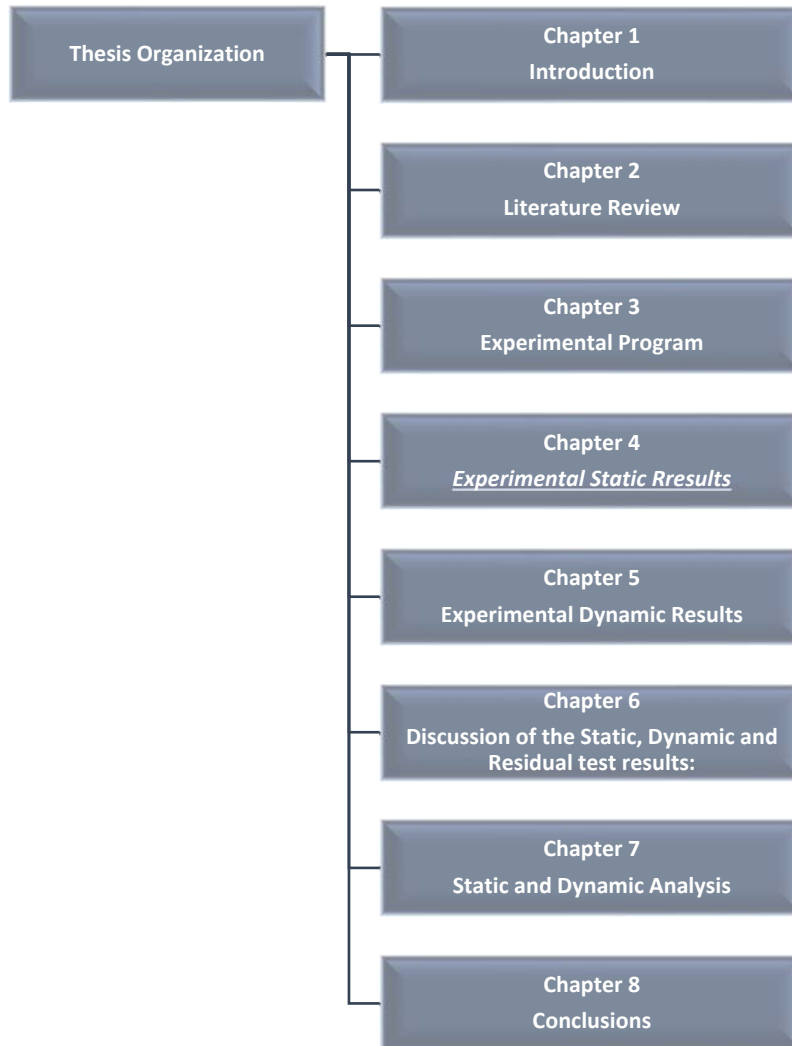 Thesis Organization
Chapter 1
Introduction
Chapter 2
Literature Review
Chapter 3
Experimental Program
Chapter 4
Experimental Static Rresults
Chapter 5
Experimental Dynamic Results
Chapter 6
Discussion of the Static, Dynamic and
Residual test results:
Chapter 7
Static and Dynamic Analysis
Chapter 8
Conclusions